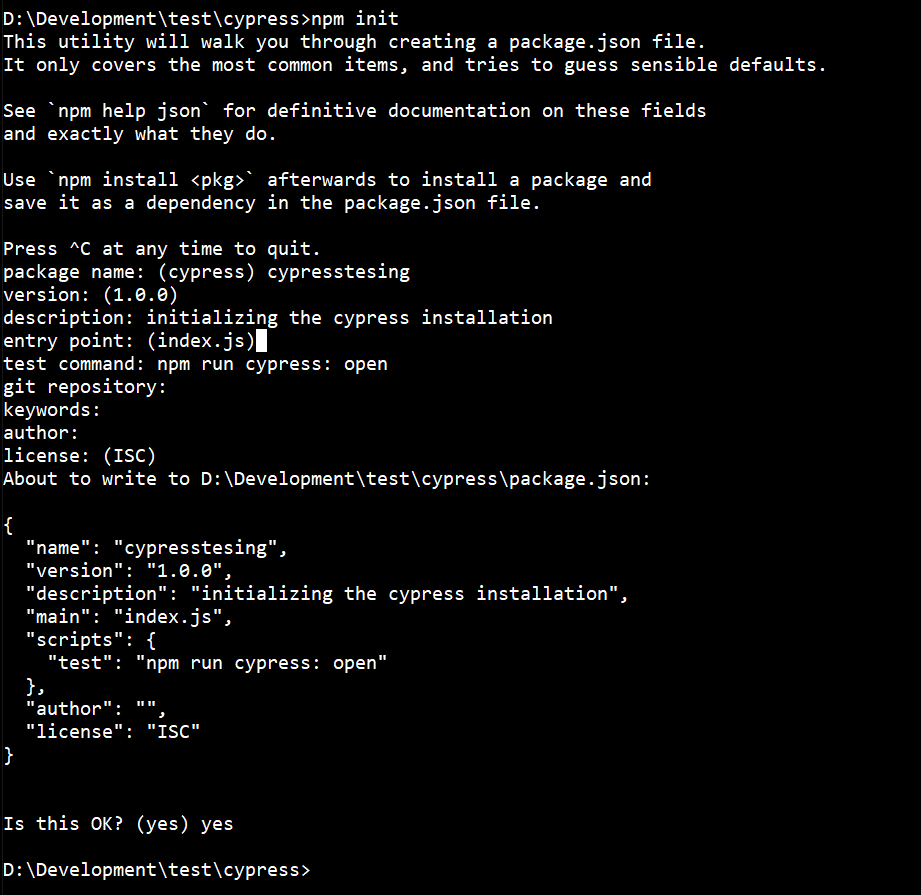 D:\Development\test\cypress>npm init
This utility will walk you through creating a package.json file.
It only covers the most common items, and tries to guess sensible defaults.

See `npm help json` for definitive documentation on these fields
and exactly what they do.

Use `npm install <pkg>` afterwards to install a package and
save it as a dependency in the package.json file.

Press ^C at any time to quit.
package name: (cypress) cypresstesing
version: (1.0.0)
description: initializing the cypress installation
entry point: (index.js)
test command: npm run cypress: open
git repository:
keywords:
author:
license: (ISC)
About to write to D:\Development\test\cypress\package.json:

{
  "name": "cypresstesing",
  "version": "1.0.0",
  "description": "initializing the cypress installation",
  "main": "index.js",
  "scripts": {
    "test": "npm run cypress: open"
  },
  "author": "",
  "license": "ISC"
}


Is this OK? (yes) yes

D:\Development\test\cypress>